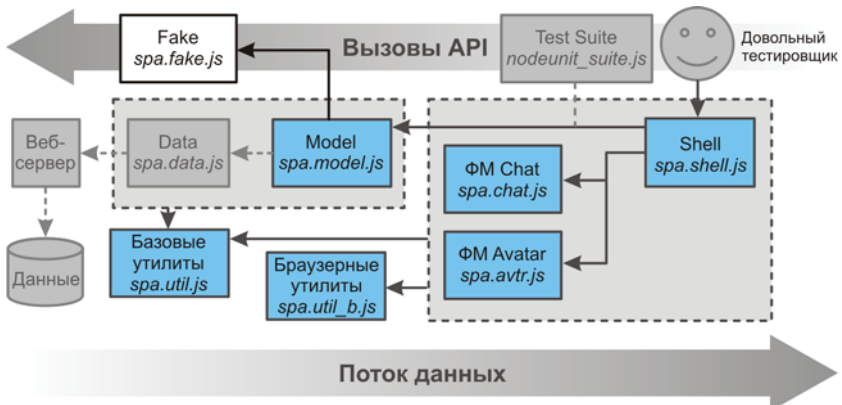 Fake
spa.fake.js
Вызовы API
Test Suite
nodeunit_suite.js
Довольный
тестировщик
Веб-
сервер
Data
spa.data.js
Model
spa.model.js
Shell
spa.shell.js
ФМ Chat
spa.chat.js
Данные
Базовые
утилиты
spa.util.js
Браузерные
утилиты
spa.util_b.js
ФМ Avatar
spa.avtr.js
Поток данных